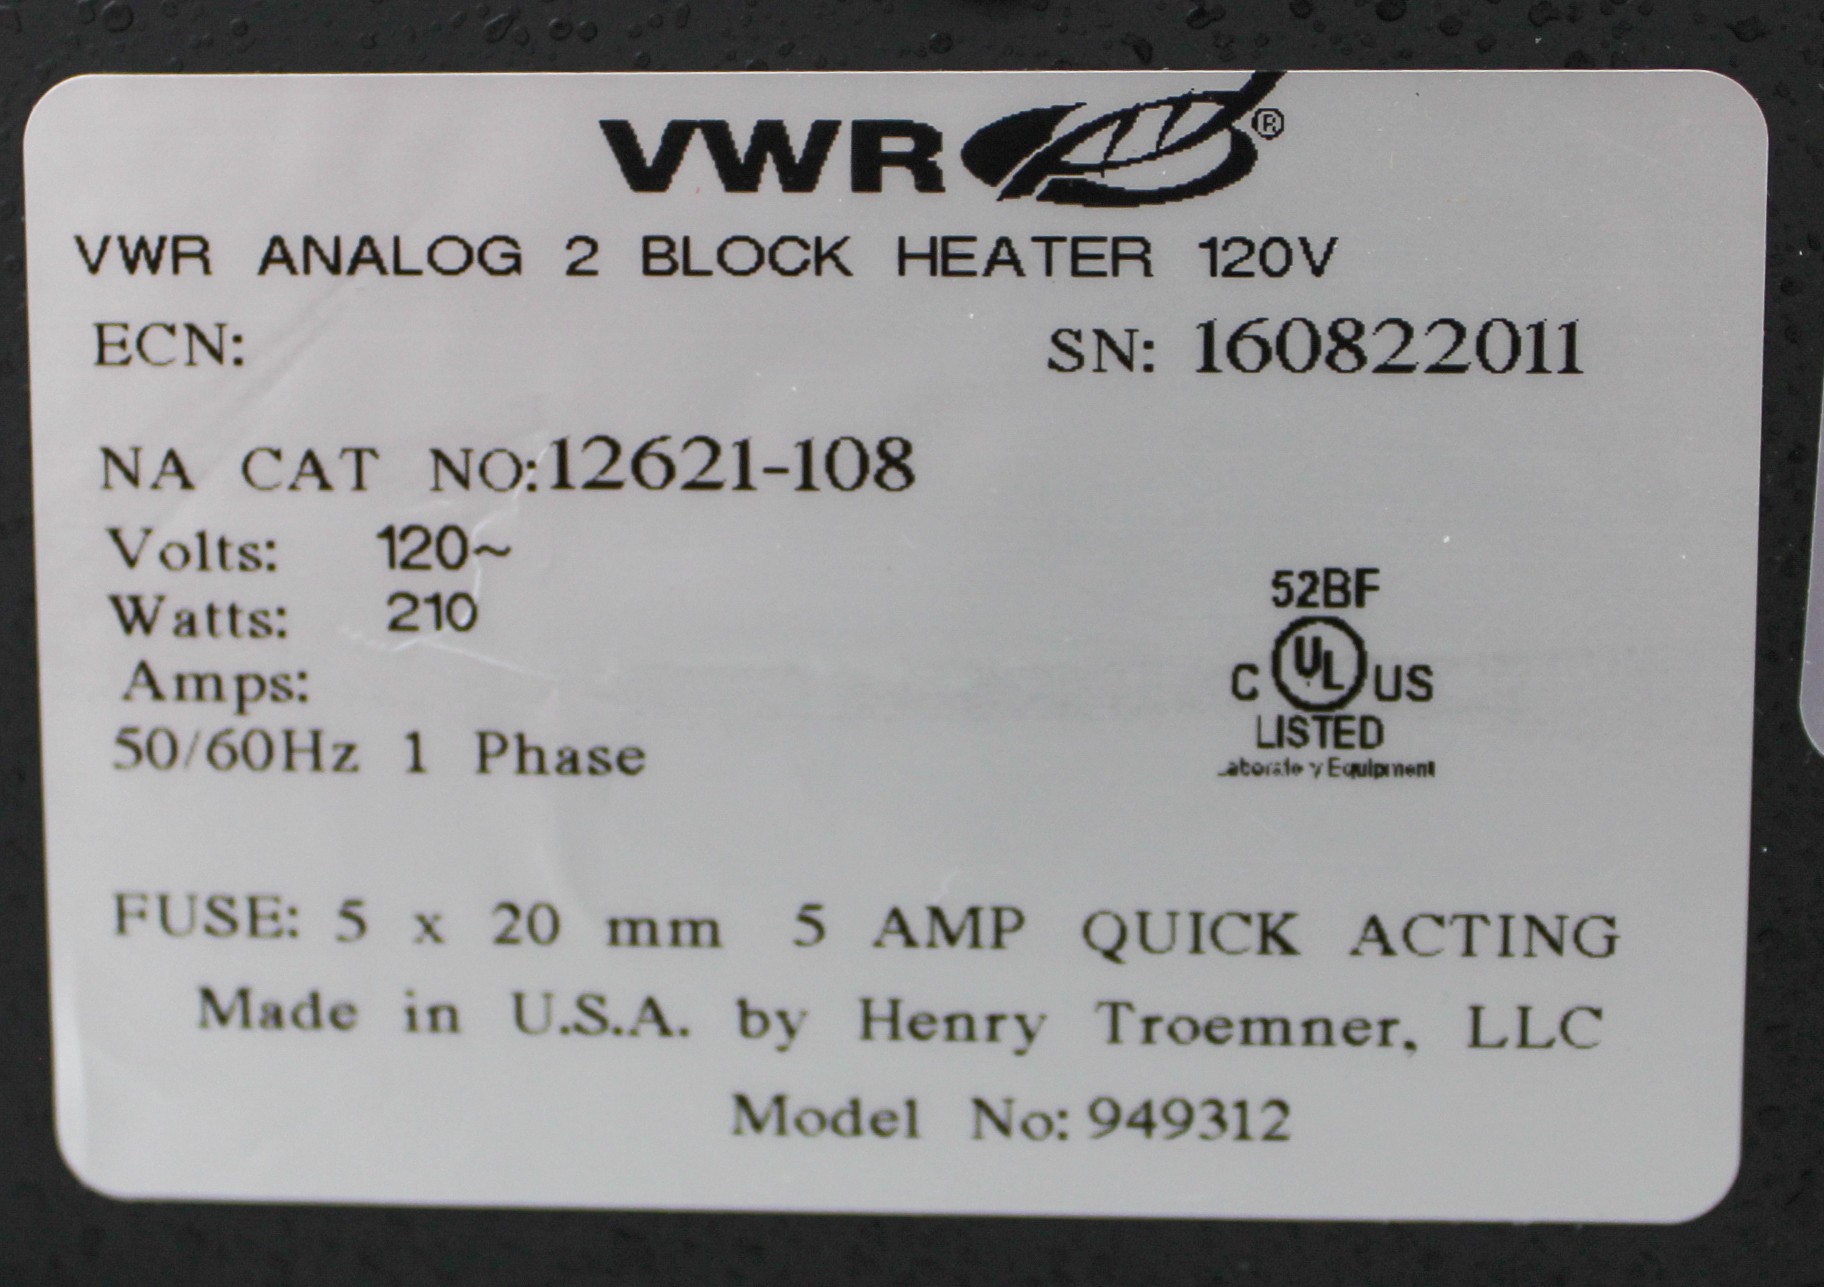 VWR®
VWR ANALOG 2 BLOCK HEATER 120V
ECN: SN: 160822011
NA CAT NO:12621-108
Volts: 120~
Watts: 210
Amps:
50/60Hz 1 Phase
52BF
C UL US
LISTED
Equipment
FUSE: 5 x 20 mm 5 AMP QUICK ACTING
Made in U.S.A. by Henry Troemner, LLC
Model No: 949312